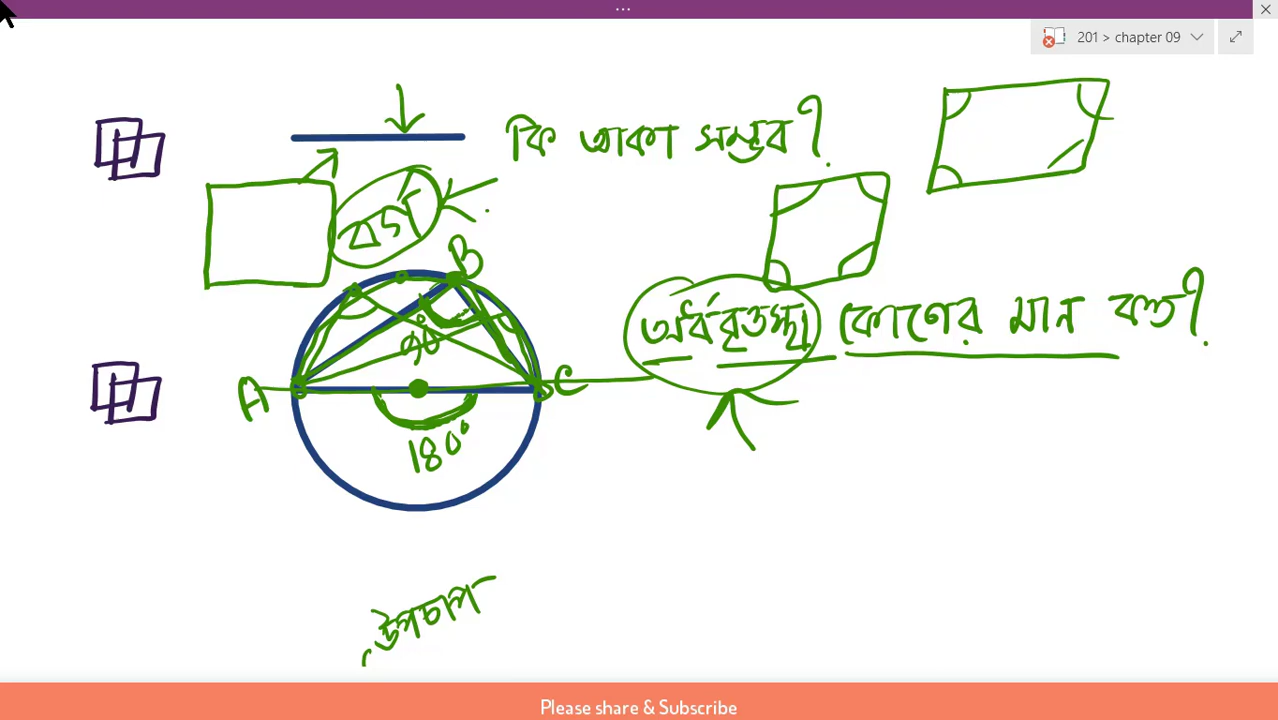 201 > chapter 09
কি আকা সম্ভব?
বর্গ
B
অর্ধবৃত্তস্থ কোণের মান কত?
90°
A
C
180°
উপচাপ
Please share & Subscribe